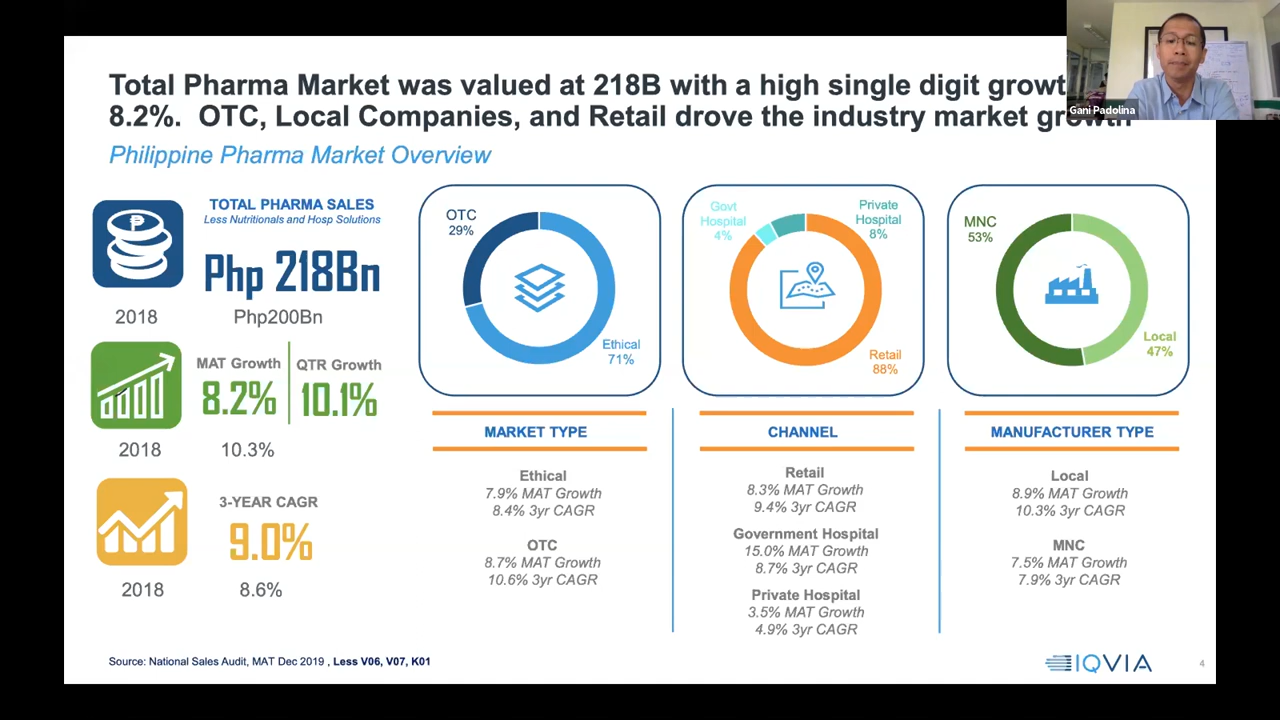 Total Pharma Market was valued at 218B with a high single digit growt
8.2%. OTC, Local Companies, and Retail drove the industry market growth
Philippine Pharma Market Overview
Gani Padolina
TOTAL PHARMA SALES
Less Nutritionals and Hosp Solutions
Php 218Bn
2018 Php200Bn
MAT Growth QTR Growth
8.2% 10.1%
2018 10.3%
3-YEAR CAGR
9.0%
2018 8.6%
OTC
29%
Ethical
71%
MARKET TYPE
Ethical
7.9% MAT Growth
8.4% 3yr CAGR
OTC
8.7% MAT Growth
10.6% 3yr CAGR
Govt
Hospital
4%
Private
Hospital
8%
Retail
88%
CHANNEL
Retail
8.3% MAT Growth
9.4% 3yr CAGR
Government Hospital
15.0% MAT Growth
8.7% 3yr CAGR
Private Hospital
3.5% MAT Growth
4.9% 3yr CAGR
MNC
53%
Local
47%
MANUFACTURER TYPE
Local
8.9% MAT Growth
10.3% 3yr CAGR
MNC
7.5% MAT Growth
7.9% 3yr CAGR
Source: National Sales Audit, MAT Dec 2019 , Less V06, V07, K01
IQVIA
4